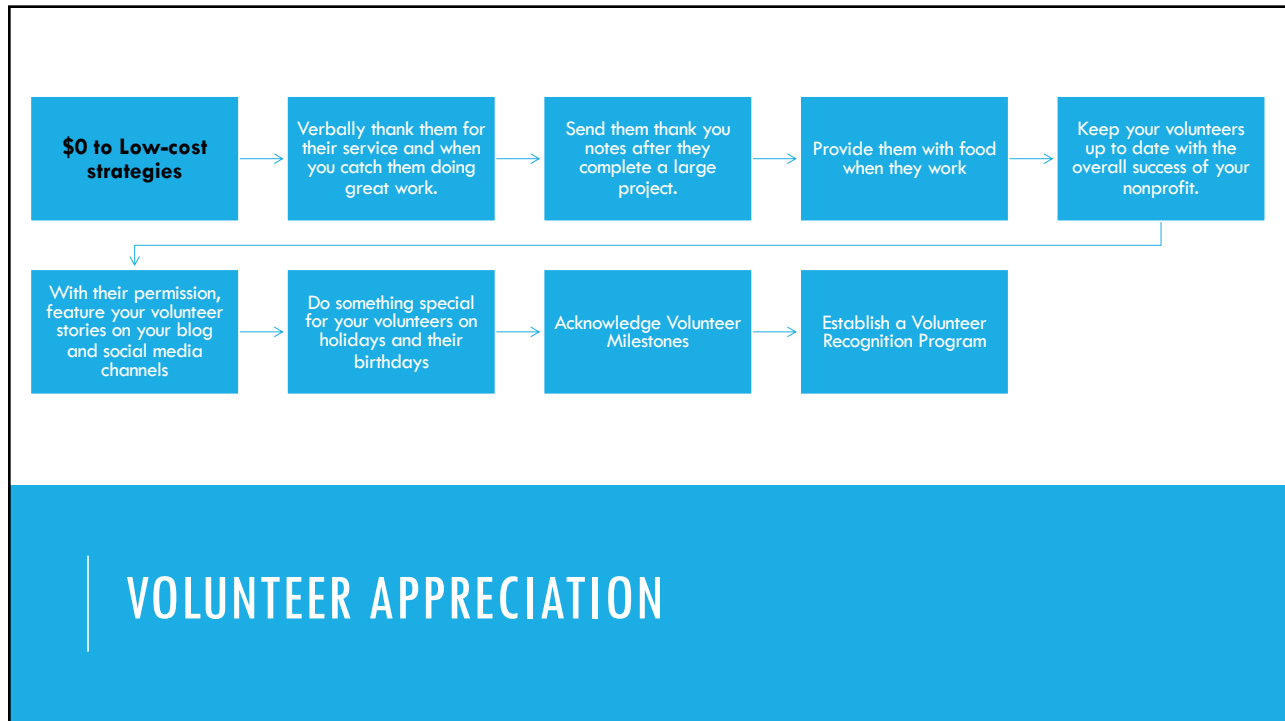 $0 to Low-cost
strategies
Verbally thank them for
their service and when
you catch them doing
great work.
Send them thank you
notes after they
complete a large
project.
Provide them with food
when they work
Keep your volunteers
up to date with the
overall success of your
nonprofit.
With their permission,
feature your volunteer
stories on your blog
and social media
channels
Do something special
for your volunteers on
holidays and their
birthdays
Acknowledge Volunteer
Milestones
Establish a Volunteer
Recognition Program
VOLUNTEER APPRECIATION